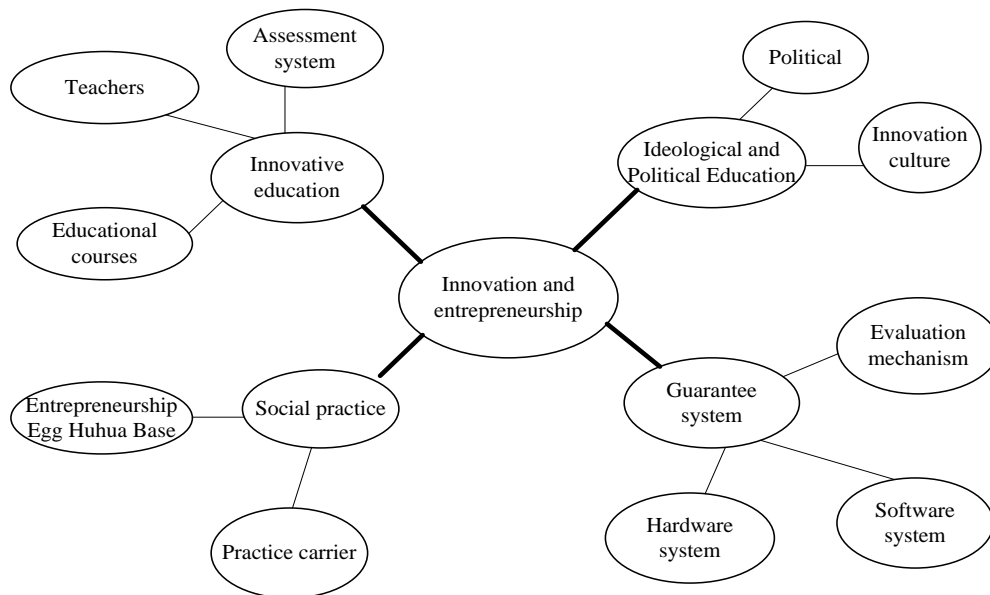 Assessment
system
Teachers
Innovative
education
Educational
courses
Political
Ideological and
Political Education
Innovation
culture
Innovation and
entrepreneurship
Entrepreneurship
Egg Huhua Base
Social practice
Practice carrier
Evaluation
mechanism
Guarantee
system
Hardware
system
Software
system